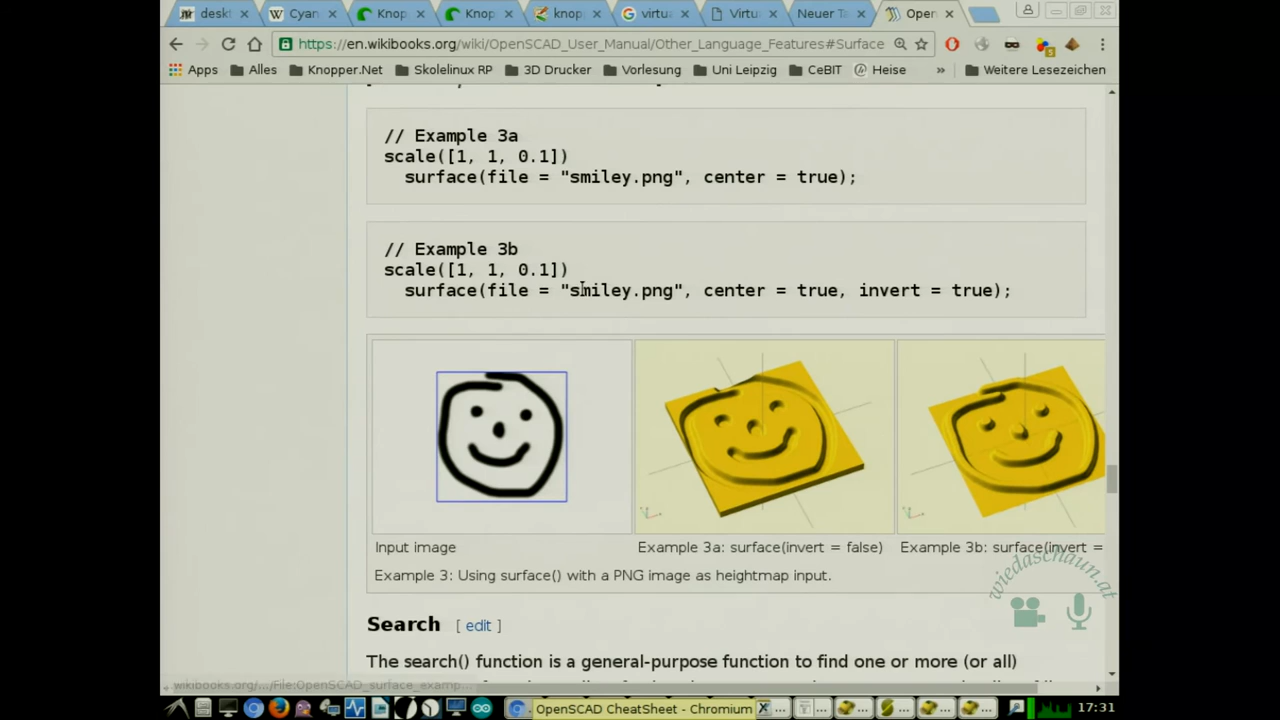 deskt
Cyan
Knop
Knop
knop
virtu
Virtu
Neuer T
Open
https://en.wikibooks.org/wiki/OpenSCAD_User_Manual/Other_Language_Features#Surface
Apps
Alles
Knopper.Net
Skolelinux RP
3D Drucker
Vorlesung
Uni Leipzig
CeBIT
Heise
»
Weitere Lesezeichen
// Example 3a
scale([1, 1, 0.1])
surface(file = "smiley.png", center = true);
// Example 3b
scale([1, 1, 0.1])
surface(file = "smiley.png", center = true, invert = true);
Input image
Example 3a: surface(invert = false)
Example 3b: surface(invert =
Example 3: Using surface() with a PNG image as heightmap input.
wiedaschaun.at
Search [ edit ]
The search() function is a general-purpose function to find one or more (or all)
wikibooks.org/.../File:OpenSCAD_surface_examp...
OpenSCAD CheatSheet - Chromium
17:31